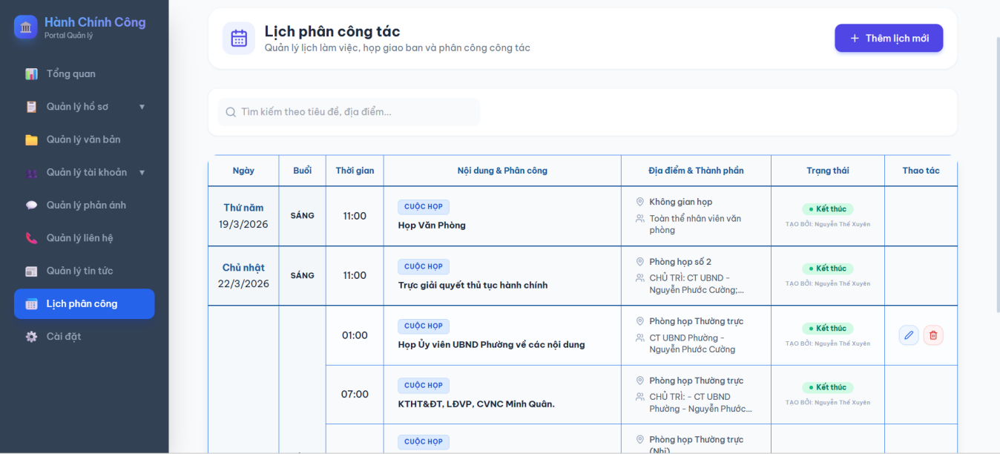 Hành Chính Công
Portal Quản lý
Tổng quan
Quản lý hồ sơ
Quản lý văn bản
Quản lý tài khoản
Quản lý phản ánh
Quản lý liên hệ
Quản lý tin tức
Lịch phân công
Cài đặt
Lịch phân công tác
Quản lý lịch làm việc, họp giao ban và phân công công tác
+ Thêm lịch mới
Tìm kiếm theo tiêu đề, địa điểm...
Ngày Buổi Thời gian Nội dung & Phân công Địa điểm & Thành phần Trạng thái Thao tác
Thứ năm
19/3/2026
SÁNG
11:00
CUỘC HỌP
Họp Văn Phòng
Không gian họp
Toàn thể nhân viên văn
phòng
Kết thúc
TẠO BỞI: Nguyễn Thế Xuyên
Chủ nhật
22/3/2026
SÁNG
11:00
CUỘC HỌP
Trực giải quyết thủ tục hành chính
Phòng họp số 2
CHỦ TRÌ: CT UBND -
Nguyễn Phước Cường;...
Kết thúc
TẠO BỞI: Nguyễn Thế Xuyên
01:00
CUỘC HỌP
Họp Ủy viên UBND Phường về các nội dung
Phòng họp Thường trực
CT UBND Phường -
Nguyễn Phước Cường
Kết thúc
TẠO BỞI: Nguyễn Thế Xuyên
07:00
CUỘC HỌP
KTHT&ĐT, LĐVP, CVNC Minh Quân.
Phòng họp Thường trực
CHỦ TRÌ: - CT UBND
Phường - Nguyễn Phước...
Kết thúc
TẠO BỞI: Nguyễn Thế Xuyên
CUỘC HỌP
Phòng họp Thường trực